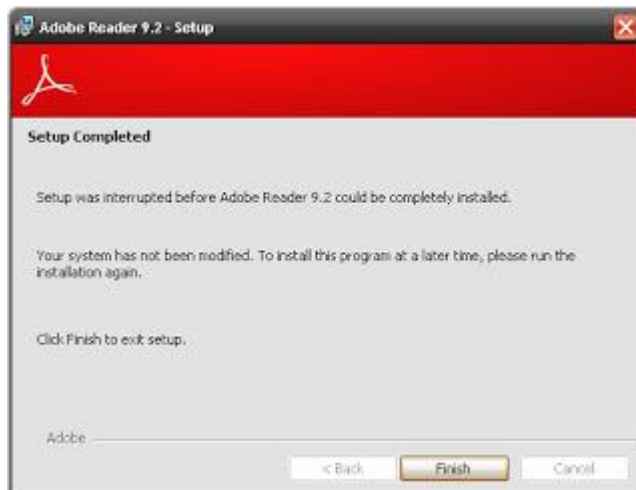 Adobe Reader 9.2 - Setup
Setup Completed
Setup was interrupted before Adobe Reader 9.2 could be completely installed.
Your system has not been modified. To install this program at a later time, please run the
installation again.
Click Finish to exit setup.
Adobe
< Back Finish Cancel